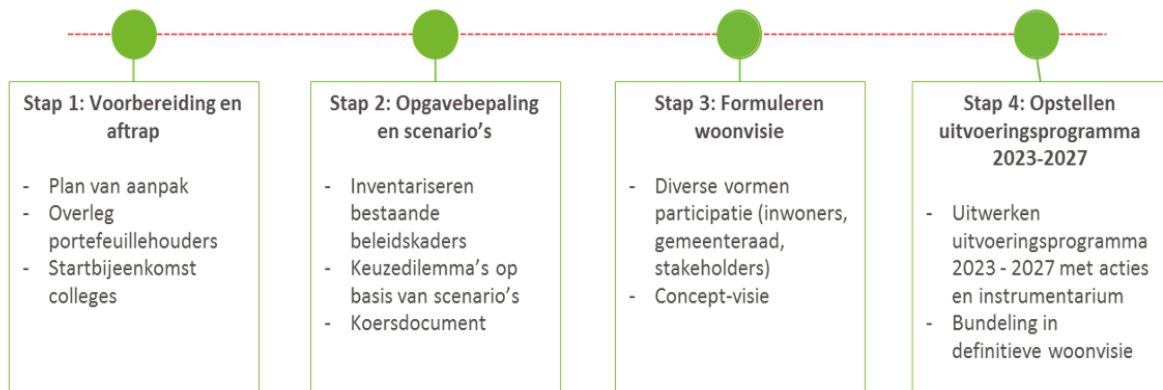 Stap 1: Voorbereiding en
aftrap
- Plan van aanpak
- Overleg
portefeuillehouders
- Startbijeenkomst
colleges
Stap 2: Opgavebepaling
en scenario's
- Inventariseren
bestaande
beleidskaders
- Keuzedilemma's op
basis van scenario's
- Koersdocument
Stap 3: Formuleren
woonvisie
- Diverse vormen
participatie (inwoners,
gemeenteraad,
stakeholders)
- Concept-visie
Stap 4: Opstellen
uitvoeringsprogramma
2023-2027
- Uitwerken
uitvoeringsprogramma
2023 - 2027 met acties
en instrumentarium
- Bundeling in
definitieve woonvisie